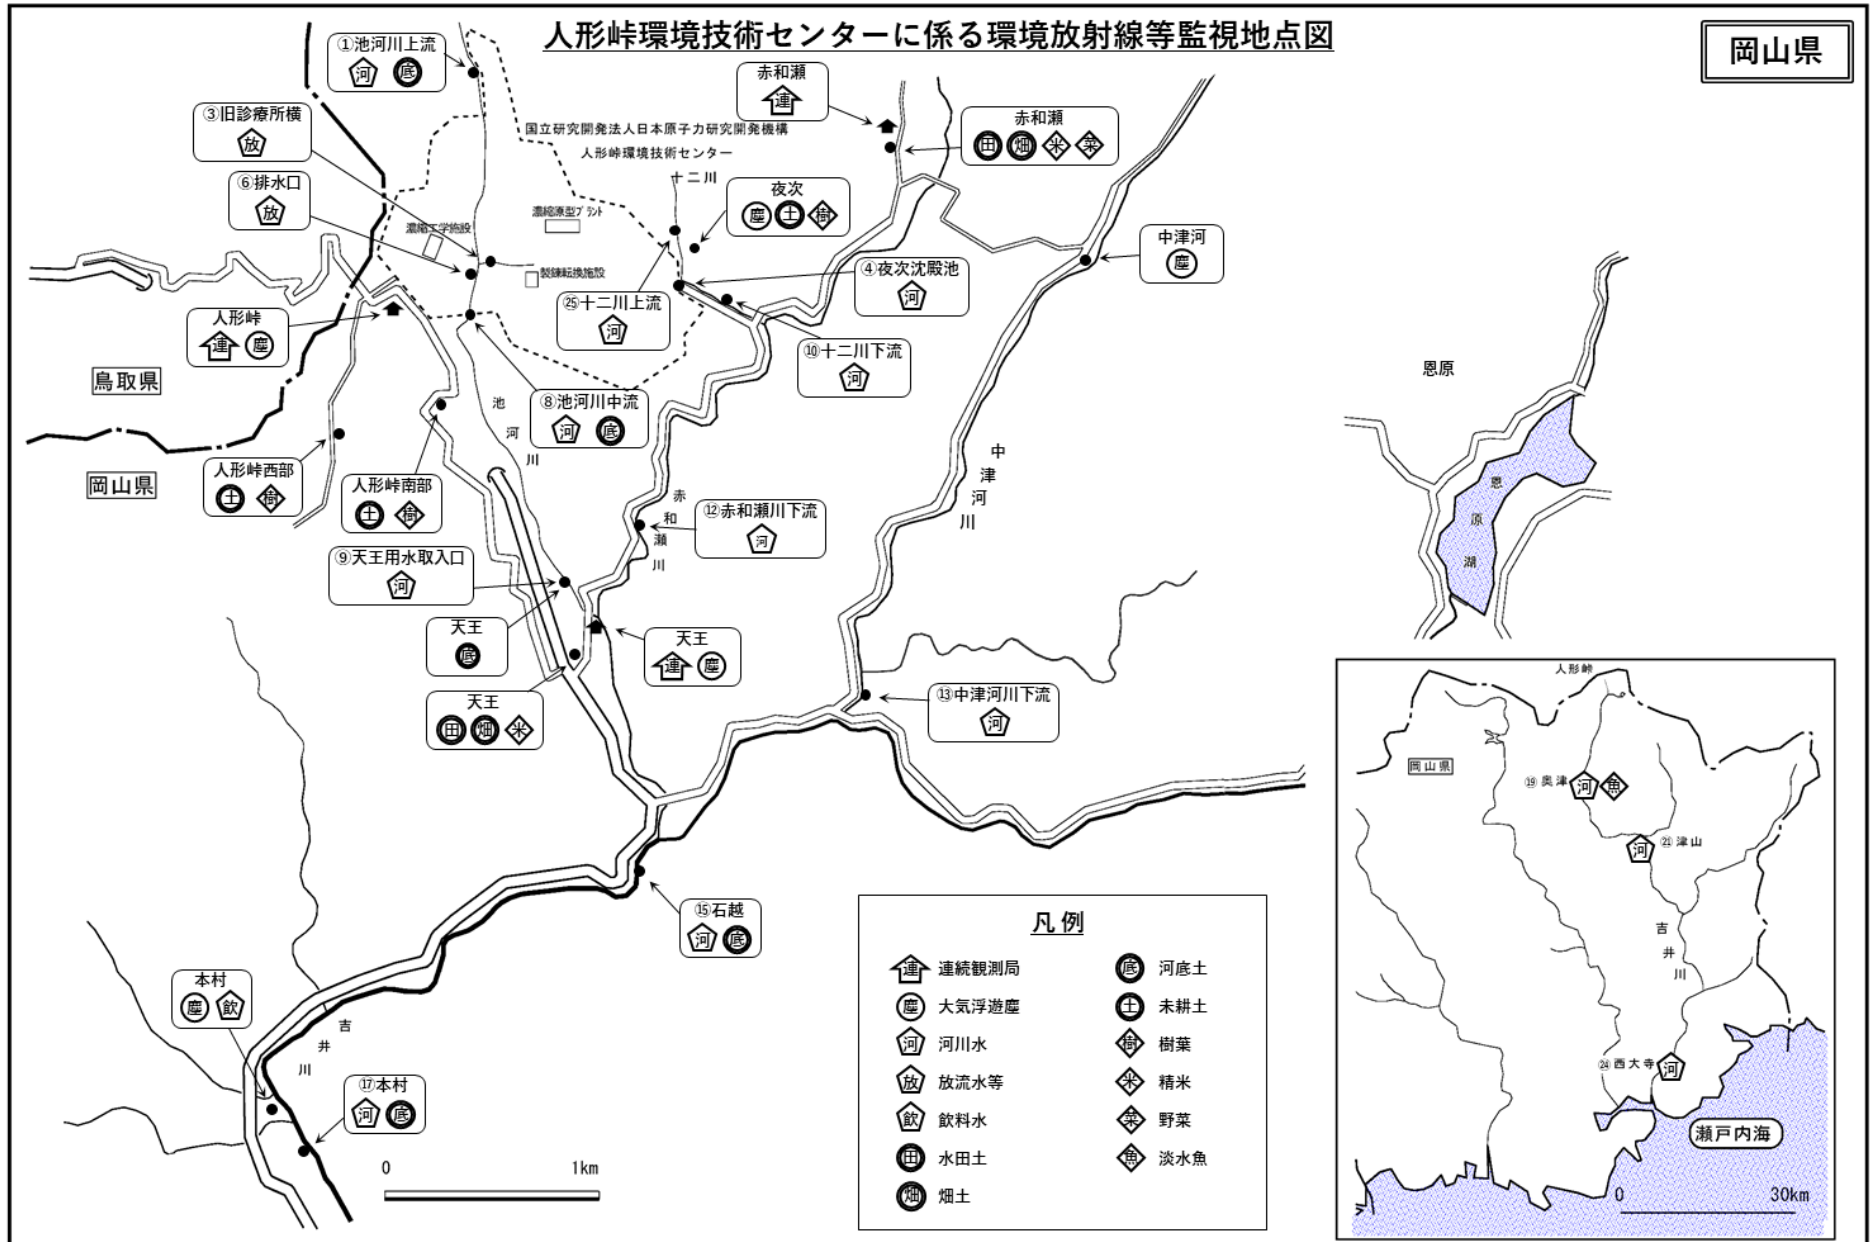 人形峠環境技術センターに係る環境放射線等監視地点図
岡山県
①池河川上流
河 底
③旧診療所横
放
⑥排水口
放
赤和瀬
連
赤和瀬
田 畑 米 菜
国立研究開発法人日本原子力研究開発機構
人形峠環境技術センター
十二川
夜次
塵 土 樹
濃縮原型プラント
濃縮工学施設
製錬転換施設
中津河
塵
④夜次沈殿池
河
㉕十二川上流
河
人形峠
連 塵
⑩十二川下流
河
鳥取県
岡山県
⑧池河川中流
河 底
池河川
人形峠西部
土 樹
人形峠南部
土 樹
⑫赤和瀬川下流
河
赤和瀬川
中津河川
恩原
恩原湖
⑨天王用水取入口
河
天王
底
天王
連 塵
天王
田 畑 米
⑬中津河川下流
河
⑮石越
河 底
本村
塵 飲
吉井川
⑰本村
河 底
0 1km
凡例
連 連続観測局
塵 大気浮遊塵
河 河川水
放 放流水等
飲 飲料水
田 水田土
畑 畑土
底 河底土
土 未耕土
樹 樹葉
米 精米
菜 野菜
魚 淡水魚
人形峠
岡山県
⑲奥津
河 魚
河 ㉑津山
吉井川
㉔西大寺
河
瀬戸内海
0 30km